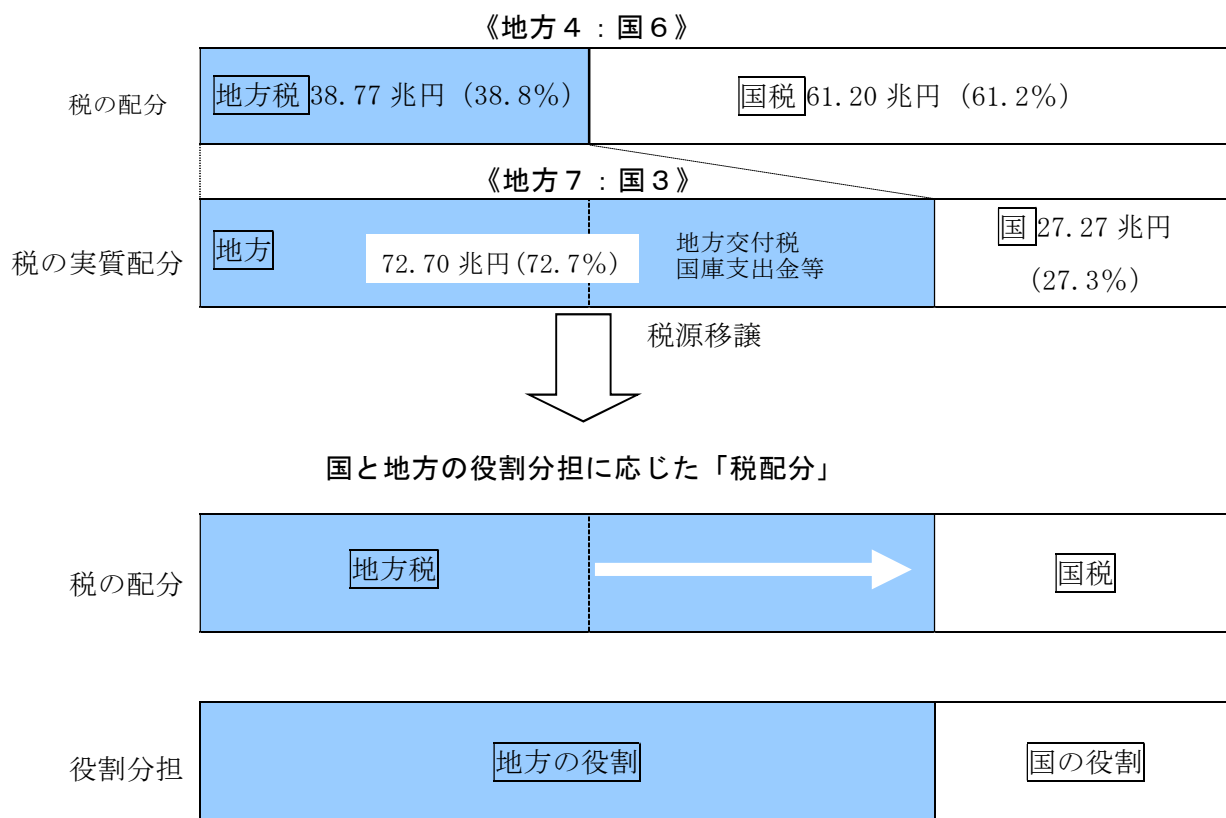 《地方４：国６》
税の配分
地方税 38.77 兆円 (38.8%)
国税 61.20 兆円 (61.2%)
《地方７：国３》
税の実質配分
地方
72.70 兆円(72.7%)
地方交付税
国庫支出金等
国 27.27 兆円
(27.3%)
税源移譲
国と地方の役割分担に応じた「税配分」
税の配分
地方税
国税
役割分担
地方の役割
国の役割